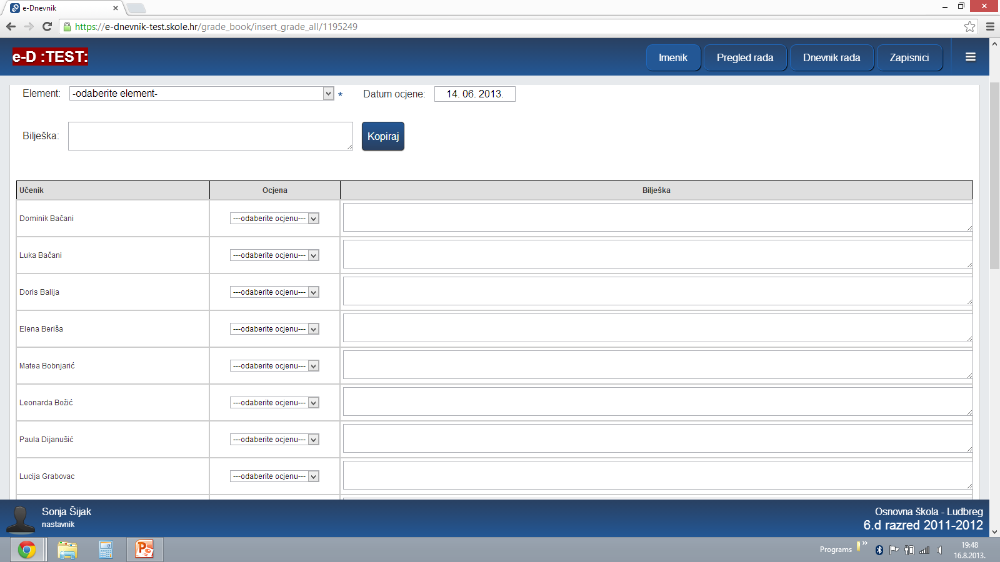 e-Dnevnik
https://e-dnevnik-test.skole.hr/grade_book/insert_grade_all/1195249
e-D :TEST:
Imenik
Pregled rada
Dnevnik rada
Zapisnici
Element: -odaberite element- * Datum ocjene: 14. 06. 2013.
Bilješka: Kopiraj
Učenik Ocjena Bilješka
Dominik Bačani ---odaberite ocjenu---
Luka Bačani ---odaberite ocjenu---
Doris Balija ---odaberite ocjenu---
Elena Beriša ---odaberite ocjenu---
Matea Bobnjarić ---odaberite ocjenu---
Leonarda Božić ---odaberite ocjenu---
Paula Dijanušić ---odaberite ocjenu---
Lucija Grabovac ---odaberite ocjenu---
Sonja Šijak
nastavnik
Osnovna škola - Ludbreg
6.d razred 2011-2012
Programs
19:48
16.8.2013.